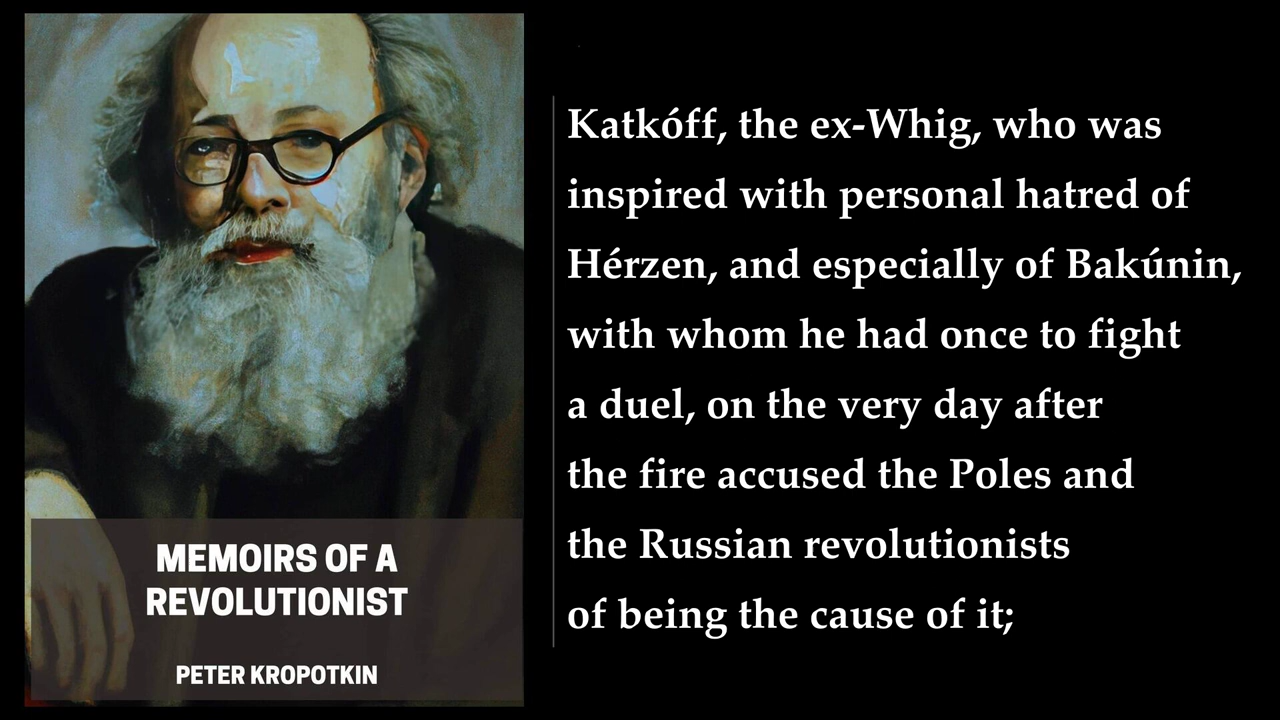 MEMOIRS OF A
REVOLUTIONIST
PETER KROPOTKIN
Katkóff, the ex-Whig, who was
inspired with personal hatred of
Hérzen, and especially of Bakúnin,
with whom he had once to fight
a duel, on the very day after
the fire accused the Poles and
the Russian revolutionists
of being the cause of it;